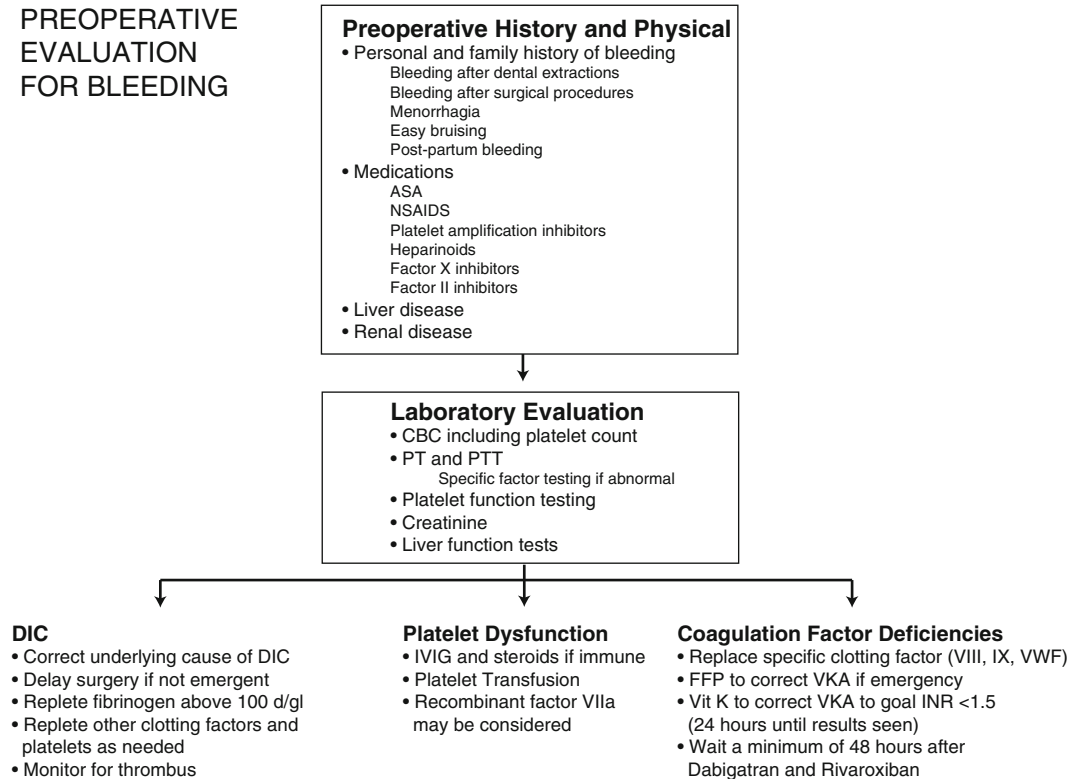 PREOPERATIVE
EVALUATION
FOR BLEEDING
Preoperative History and Physical
• Personal and family history of bleeding
Bleeding after dental extractions
Bleeding after surgical procedures
Menorrhagia
Easy bruising
Post-partum bleeding
• Medications
ASA
NSAIDS
Platelet amplification inhibitors
Heparinoids
Factor X inhibitors
Factor II inhibitors
• Liver disease
• Renal disease
Laboratory Evaluation
• CBC including platelet count
• PT and PTT
Specific factor testing if abnormal
• Platelet function testing
• Creatinine
• Liver function tests
DIC
• Correct underlying cause of DIC
• Delay surgery if not emergent
• Replete fibrinogen above 100 d/gl
• Replete other clotting factors and
platelets as needed
• Monitor for thrombus
Platelet Dysfunction
• IVIG and steroids if immune
• Platelet Transfusion
• Recombinant factor VIIa
may be considered
Coagulation Factor Deficiencies
• Replace specific clotting factor (VIII, IX, VWF)
• FFP to correct VKA if emergency
• Vit K to correct VKA to goal INR <1.5
(24 hours until results seen)
• Wait a minimum of 48 hours after
Dabigatran and Rivaroxiban